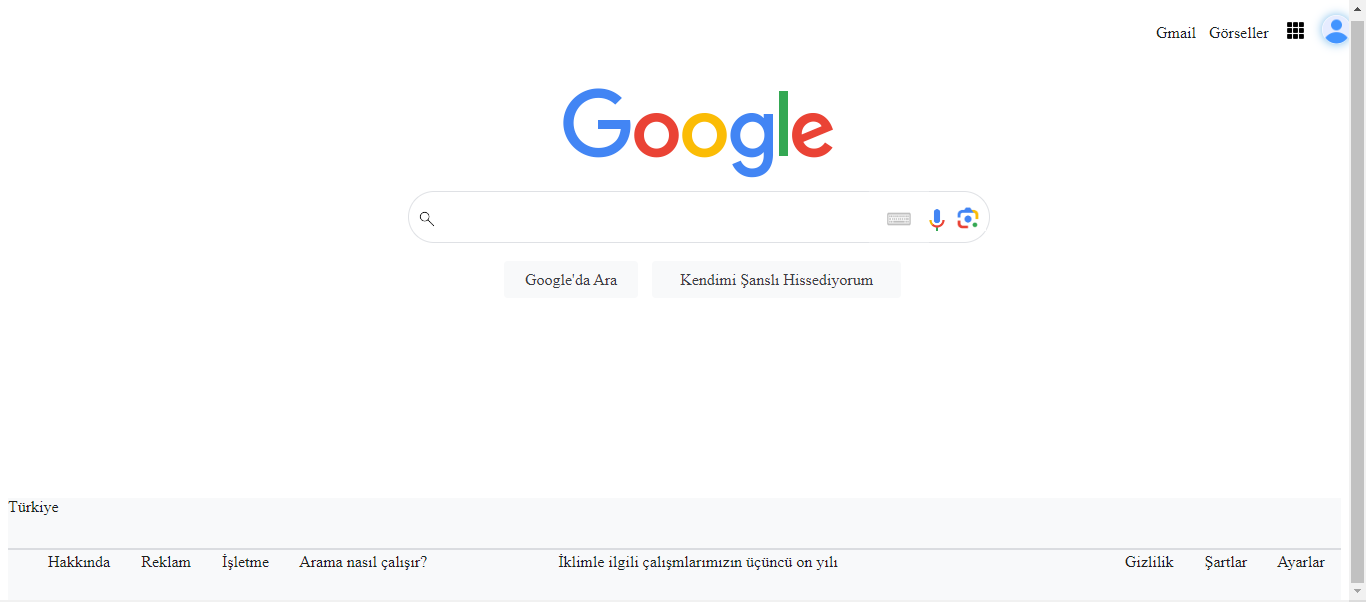 Gmail Görseller
Google
Google'da Ara Kendimi Şanslı Hissediyorum
Türkiye
Hakkında Reklam İşletme Arama nasıl çalışır? İklimle ilgili çalışmlarımızın üçüncü on yılı Gizlilik Şartlar Ayarlar